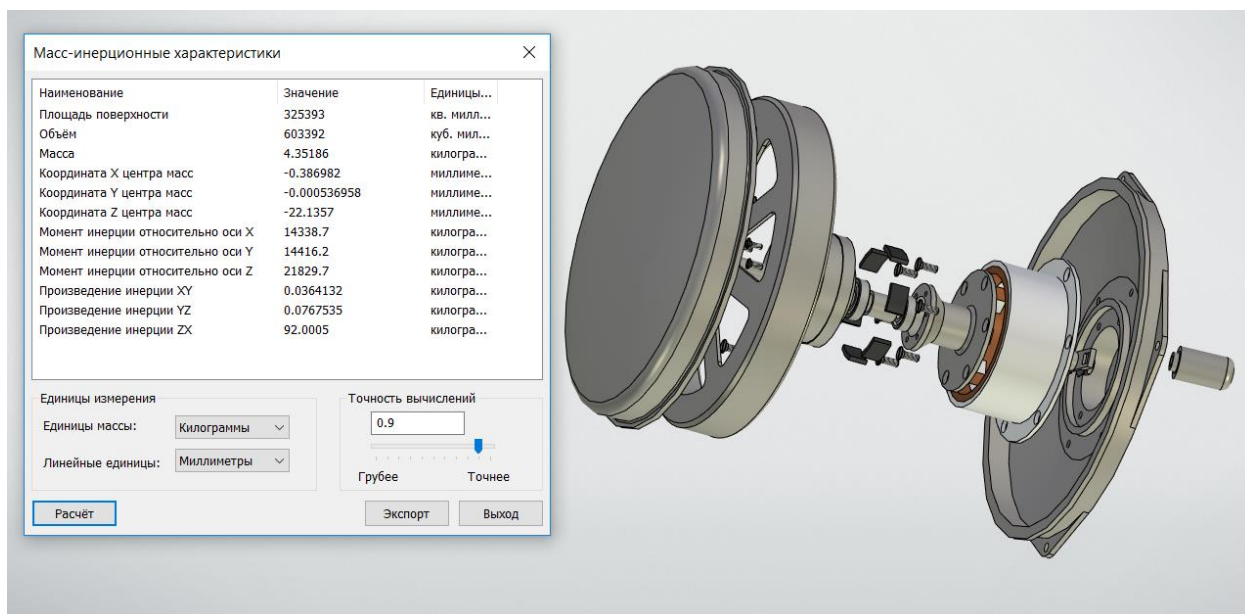 Масс-инерционные характеристики
Наименование Значение Единицы...
Площадь поверхности 325393 кв. милл...
Объём 603392 куб. мил...
Масса 4.35186 килогра...
Координата X центра масс -0.386982 миллиме...
Координата Y центра масс -0.000536958 миллиме...
Координата Z центра масс -22.1357 миллиме...
Момент инерции относительно оси X 14338.7 килогра...
Момент инерции относительно оси Y 14416.2 килогра...
Момент инерции относительно оси Z 21829.7 килогра...
Произведение инерции XY 0.0364132 килогра...
Произведение инерции YZ 0.0767535 килогра...
Произведение инерции ZX 92.0005 килогра...
Единицы измерения Точность вычислений
Единицы массы: Килограммы 0.9
Линейные единицы: Миллиметры
Грубее Точнее
Расчёт Экспорт Выход